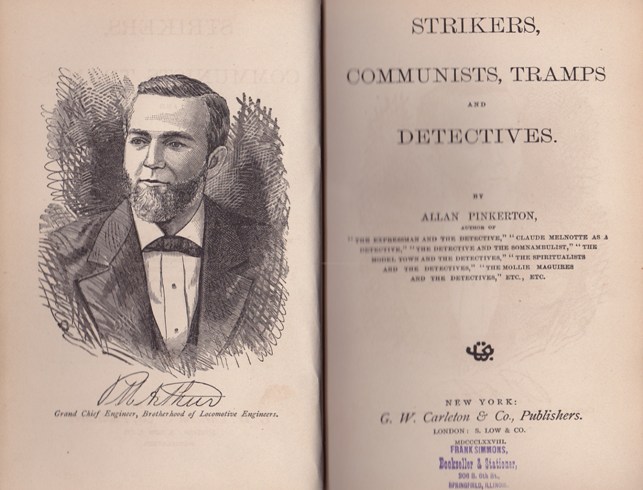 P. M. Arthur
Grand Chief Engineer, Brotherhood of Locomotive Engineers.
STRIKERS,
COMMUNISTS, TRAMPS
AND
DETECTIVES.
BY
ALLAN PINKERTON,
AUTHOR OF
"THE EXPRESSMAN AND THE DETECTIVE," "CLAUDE MELNOTTE AS A
DETECTIVE," "THE DETECTIVE AND THE SOMNAMBULIST," "THE
MODEL TOWN AND THE DETECTIVES," "THE SPIRITUALISTS
AND THE DETECTIVES," "THE MOLLIE MAGUIRES
AND THE DETECTIVES," ETC., ETC.
NEW YORK:
G. W. Carleton & Co., Publishers.
LONDON: S. LOW & CO.
MDCCCLXXVIII.
FRANK SIMMONS,
Bookseller & Stationer,
SPRINGFIELD, ILLINOIS.